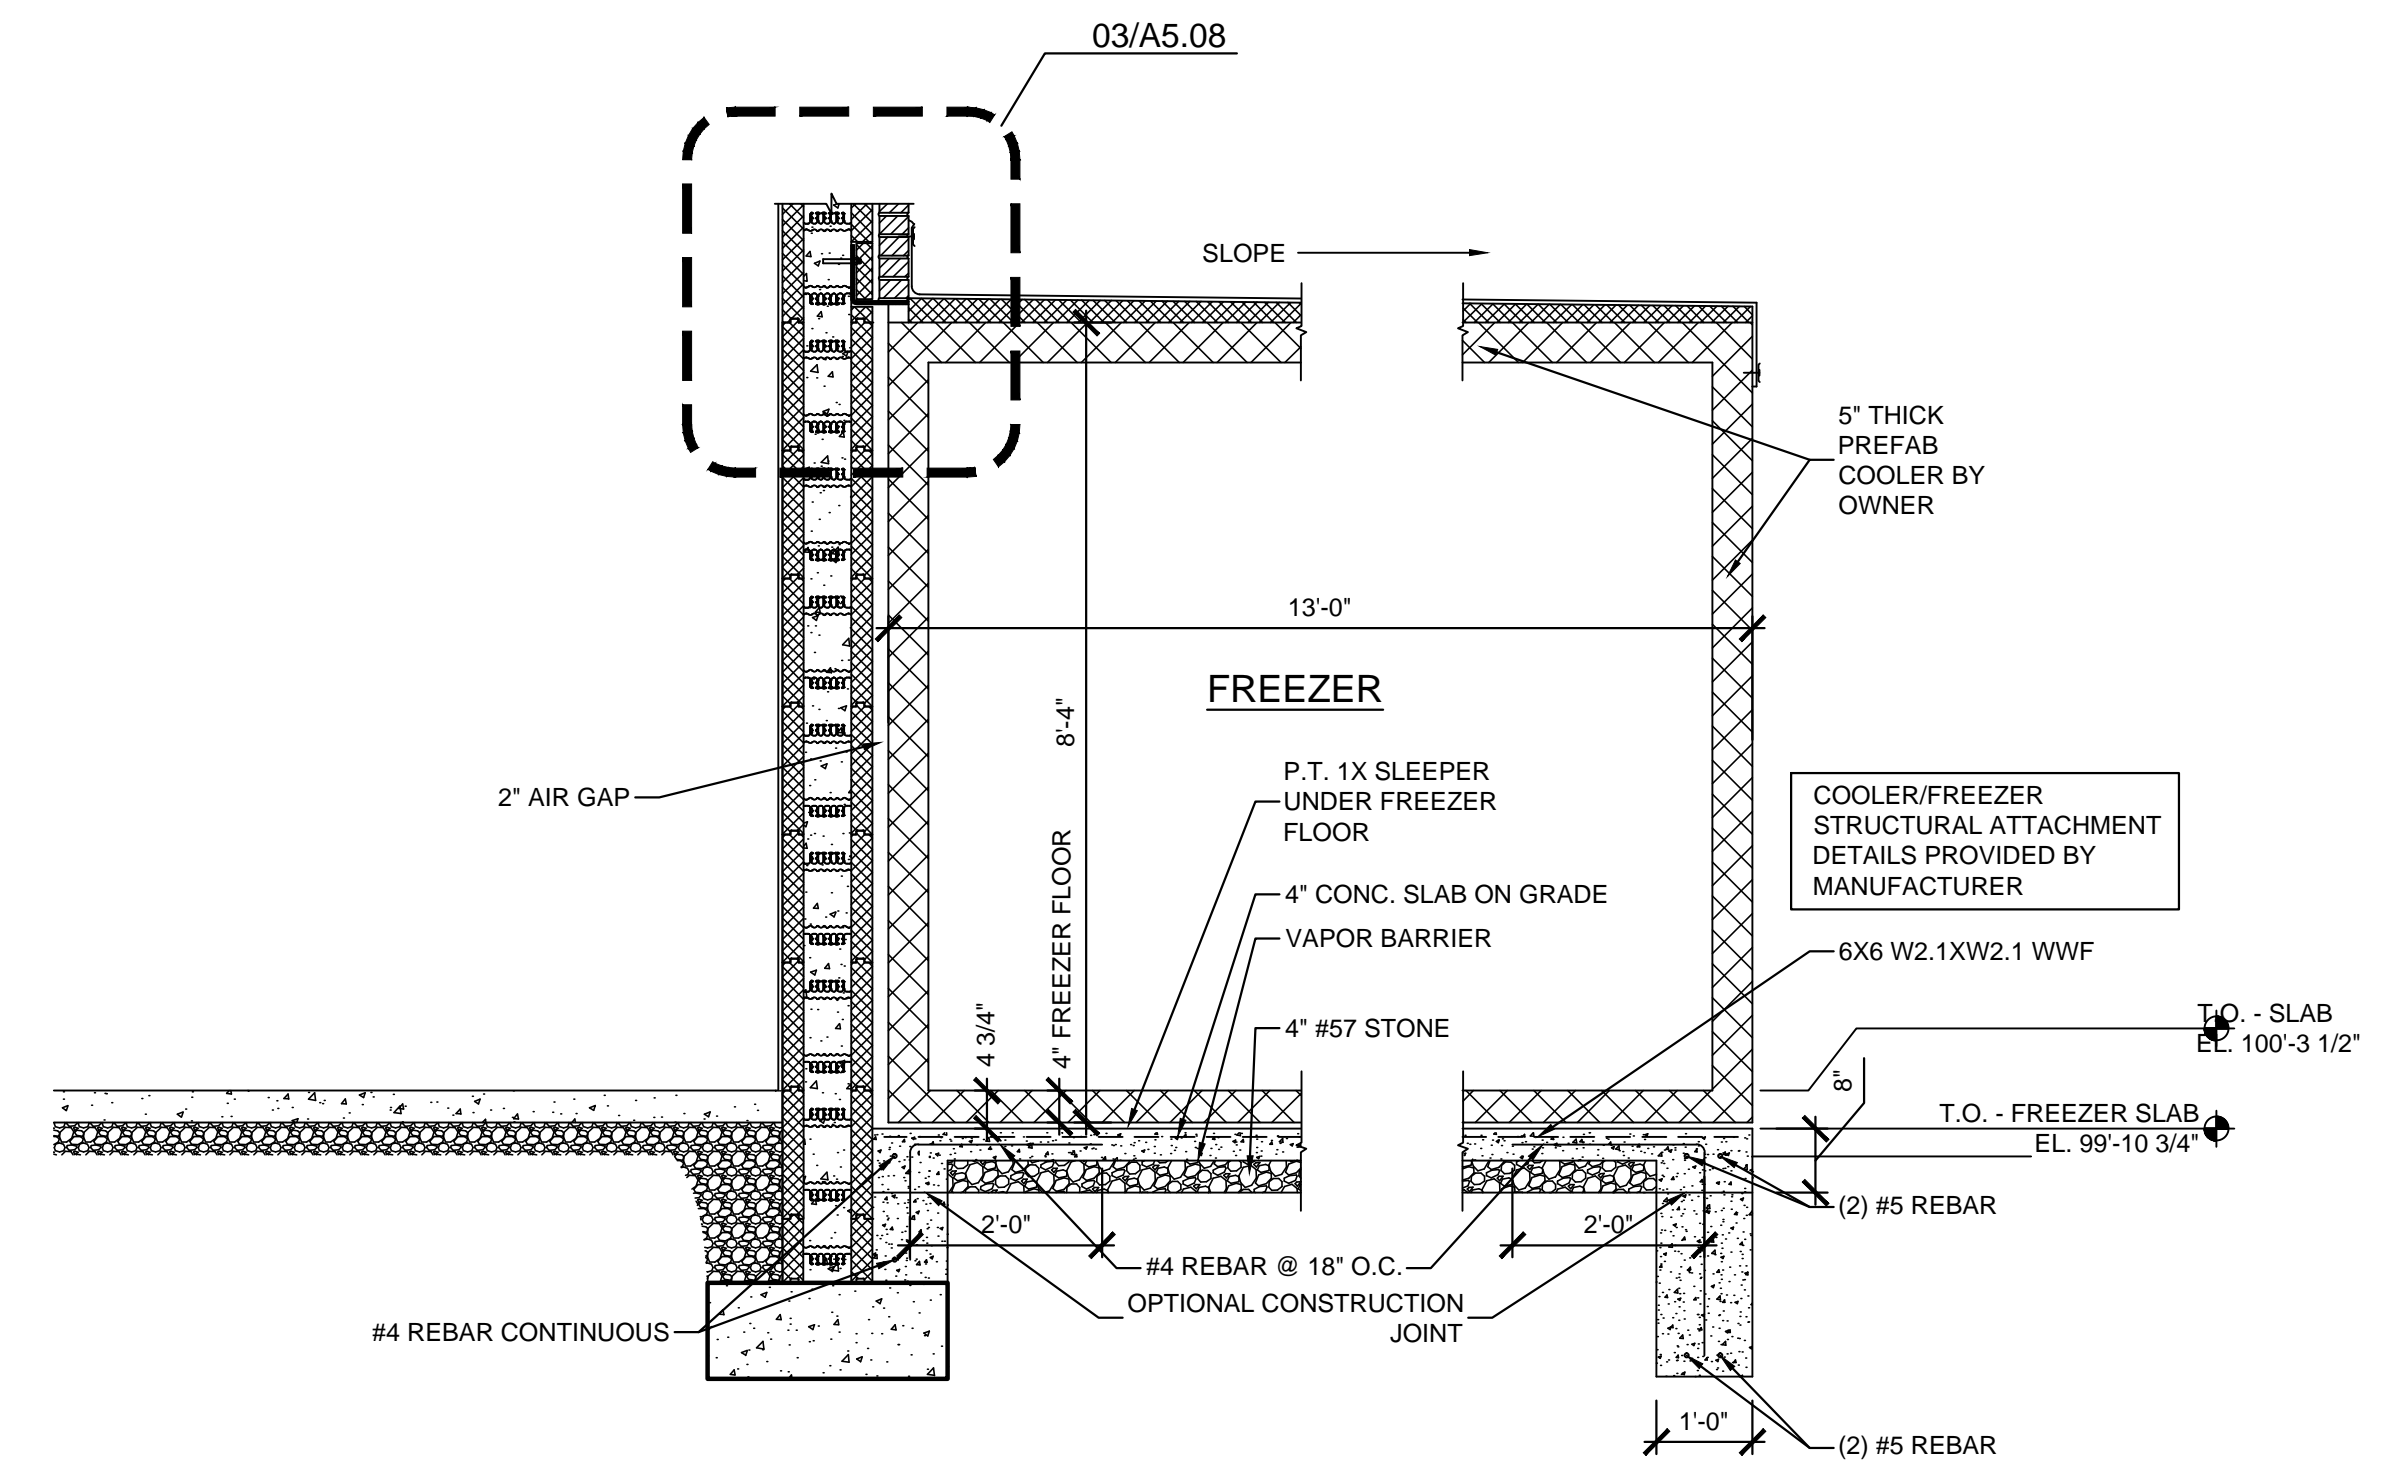 03/A5.08
SLOPE
5" THICK
PREFAB
COOLER BY
OWNER
13'-0"
FREEZER
8'-4"
2" AIR GAP
P.T. 1X SLEEPER
UNDER FREEZER
FLOOR
COOLER/FREEZER
STRUCTURAL ATTACHMENT
DETAILS PROVIDED BY
MANUFACTURER
4" CONC. SLAB ON GRADE
VAPOR BARRIER
6X6 W2.1XW2.1 WWF
4 3/4"
4" FREEZER FLOOR
4" #57 STONE
T.O. - SLAB
EL. 100'-3 1/2"
8"
T.O. - FREEZER SLAB
EL. 99'-10 3/4"
(2) #5 REBAR
2'-0"
2'-0"
#4 REBAR @ 18" O.C.
OPTIONAL CONSTRUCTION
JOINT
#4 REBAR CONTINUOUS
1'-0"
(2) #5 REBAR